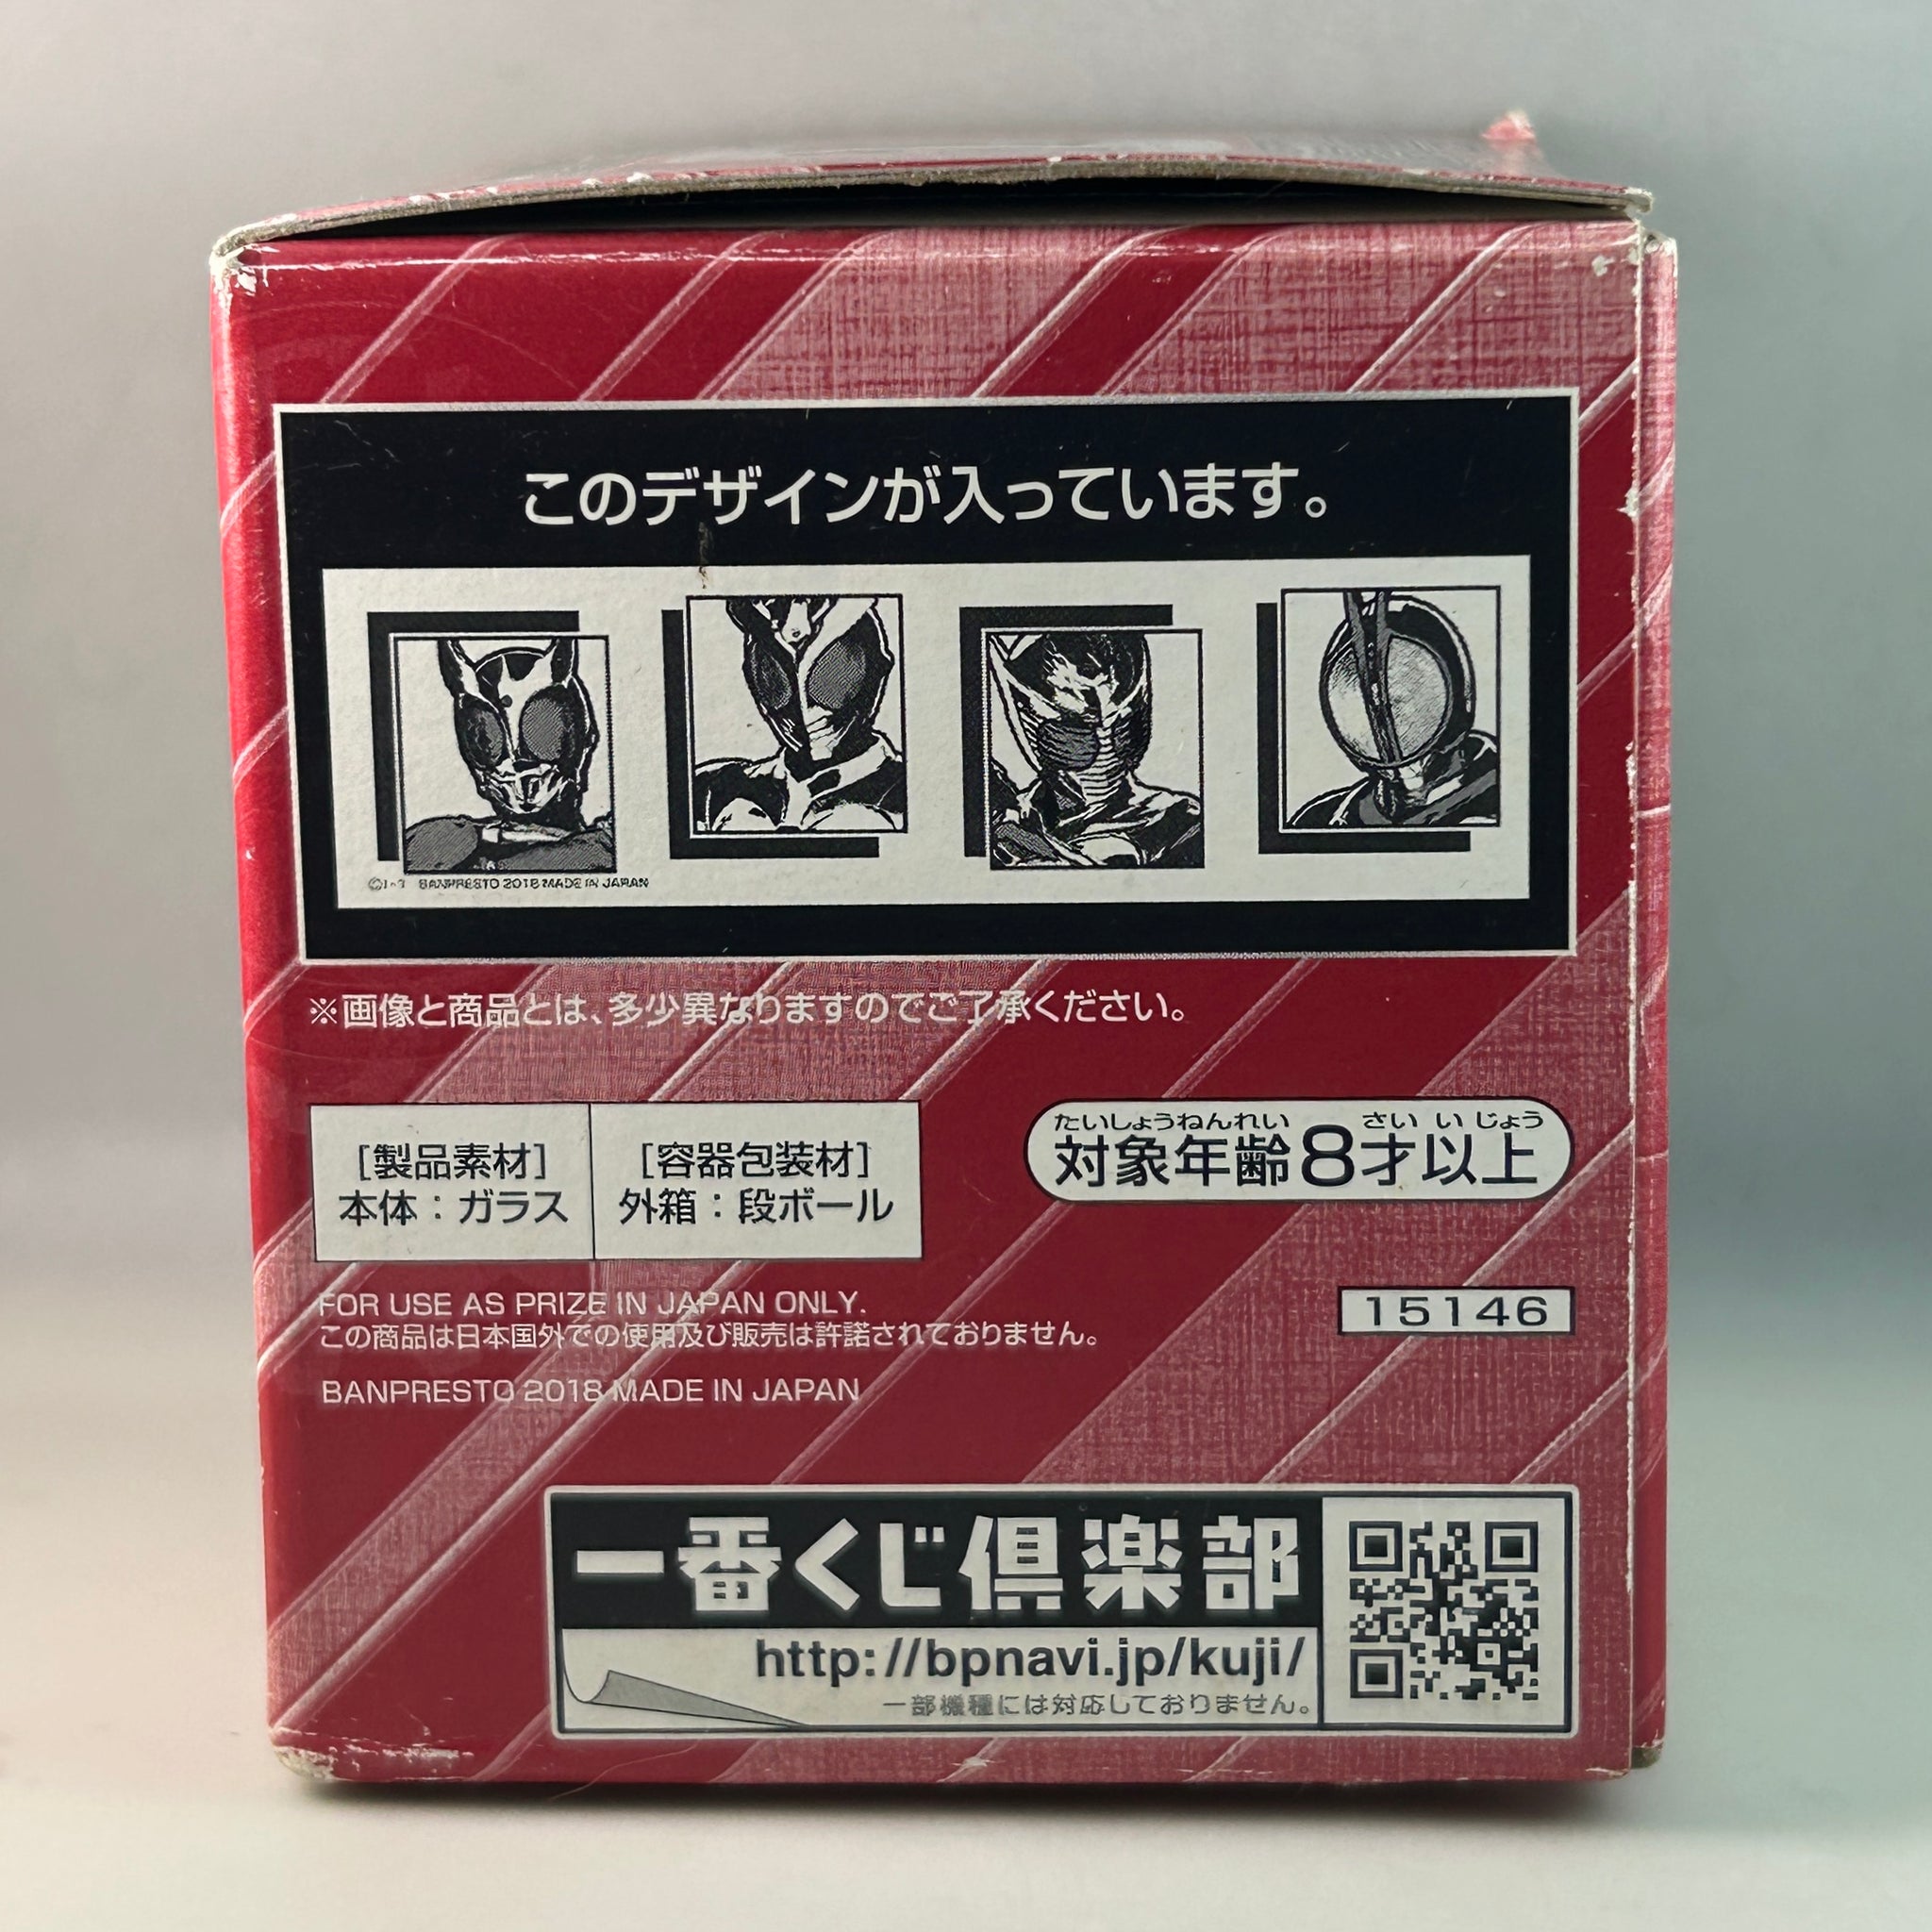 このデザインが入っています。
BANPRESTO 2018 MADE IN JAPAN
※画像と商品とは、多少異なりますのでご了承ください。
[製品素材]
本体:ガラス
[容器包装材]
外箱:段ボール
たいしょうねんれい さい い じょう
対象年齢8才以上
FOR USE AS PRIZE IN JAPAN ONLY.
この商品は日本国外での使用及び販売は許諾されておりません。
15146
BANPRESTO 2018 MADE IN JAPAN
一番くじ倶楽部
http://bpnavi.jp/kuji/
一部機種には対応しておりません。